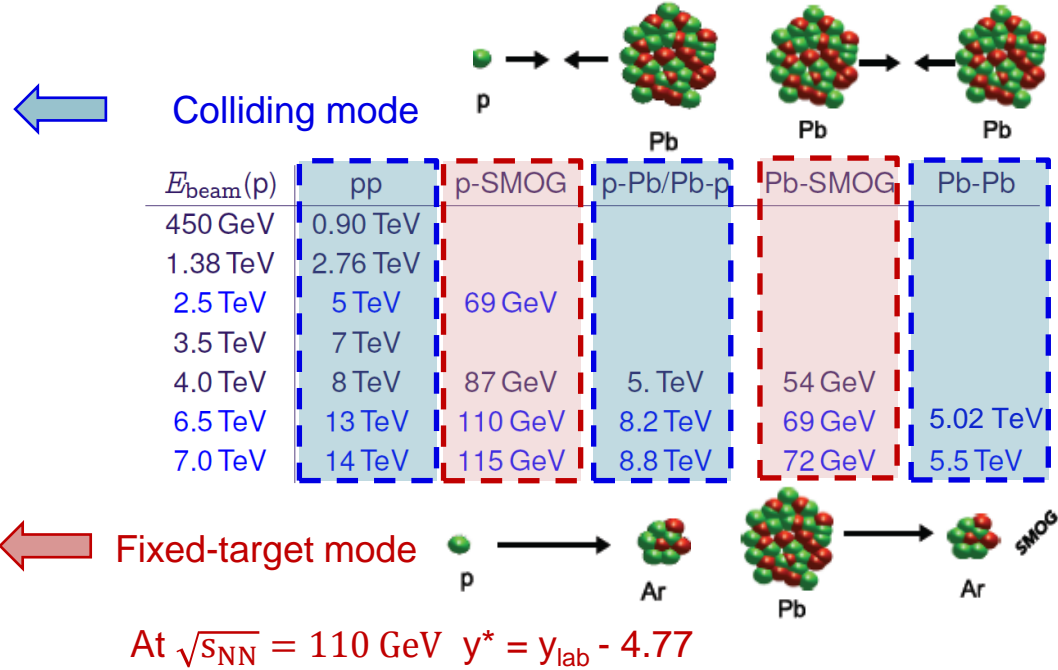 p
Pb
Pb
Pb
Colliding mode
E_beam(p) pp p-SMOG p-Pb/Pb-p Pb-SMOG Pb-Pb
450 GeV 0.90 TeV
1.38 TeV 2.76 TeV
2.5 TeV 5 TeV 69 GeV
3.5 TeV 7 TeV
4.0 TeV 8 TeV 87 GeV 5. TeV 54 GeV
6.5 TeV 13 TeV 110 GeV 8.2 TeV 69 GeV 5.02 TeV
7.0 TeV 14 TeV 115 GeV 8.8 TeV 72 GeV 5.5 TeV
Fixed-target mode
p
Ar
Pb
Ar
SMOG
At √s_NN = 110 GeV y* = y_lab - 4.77